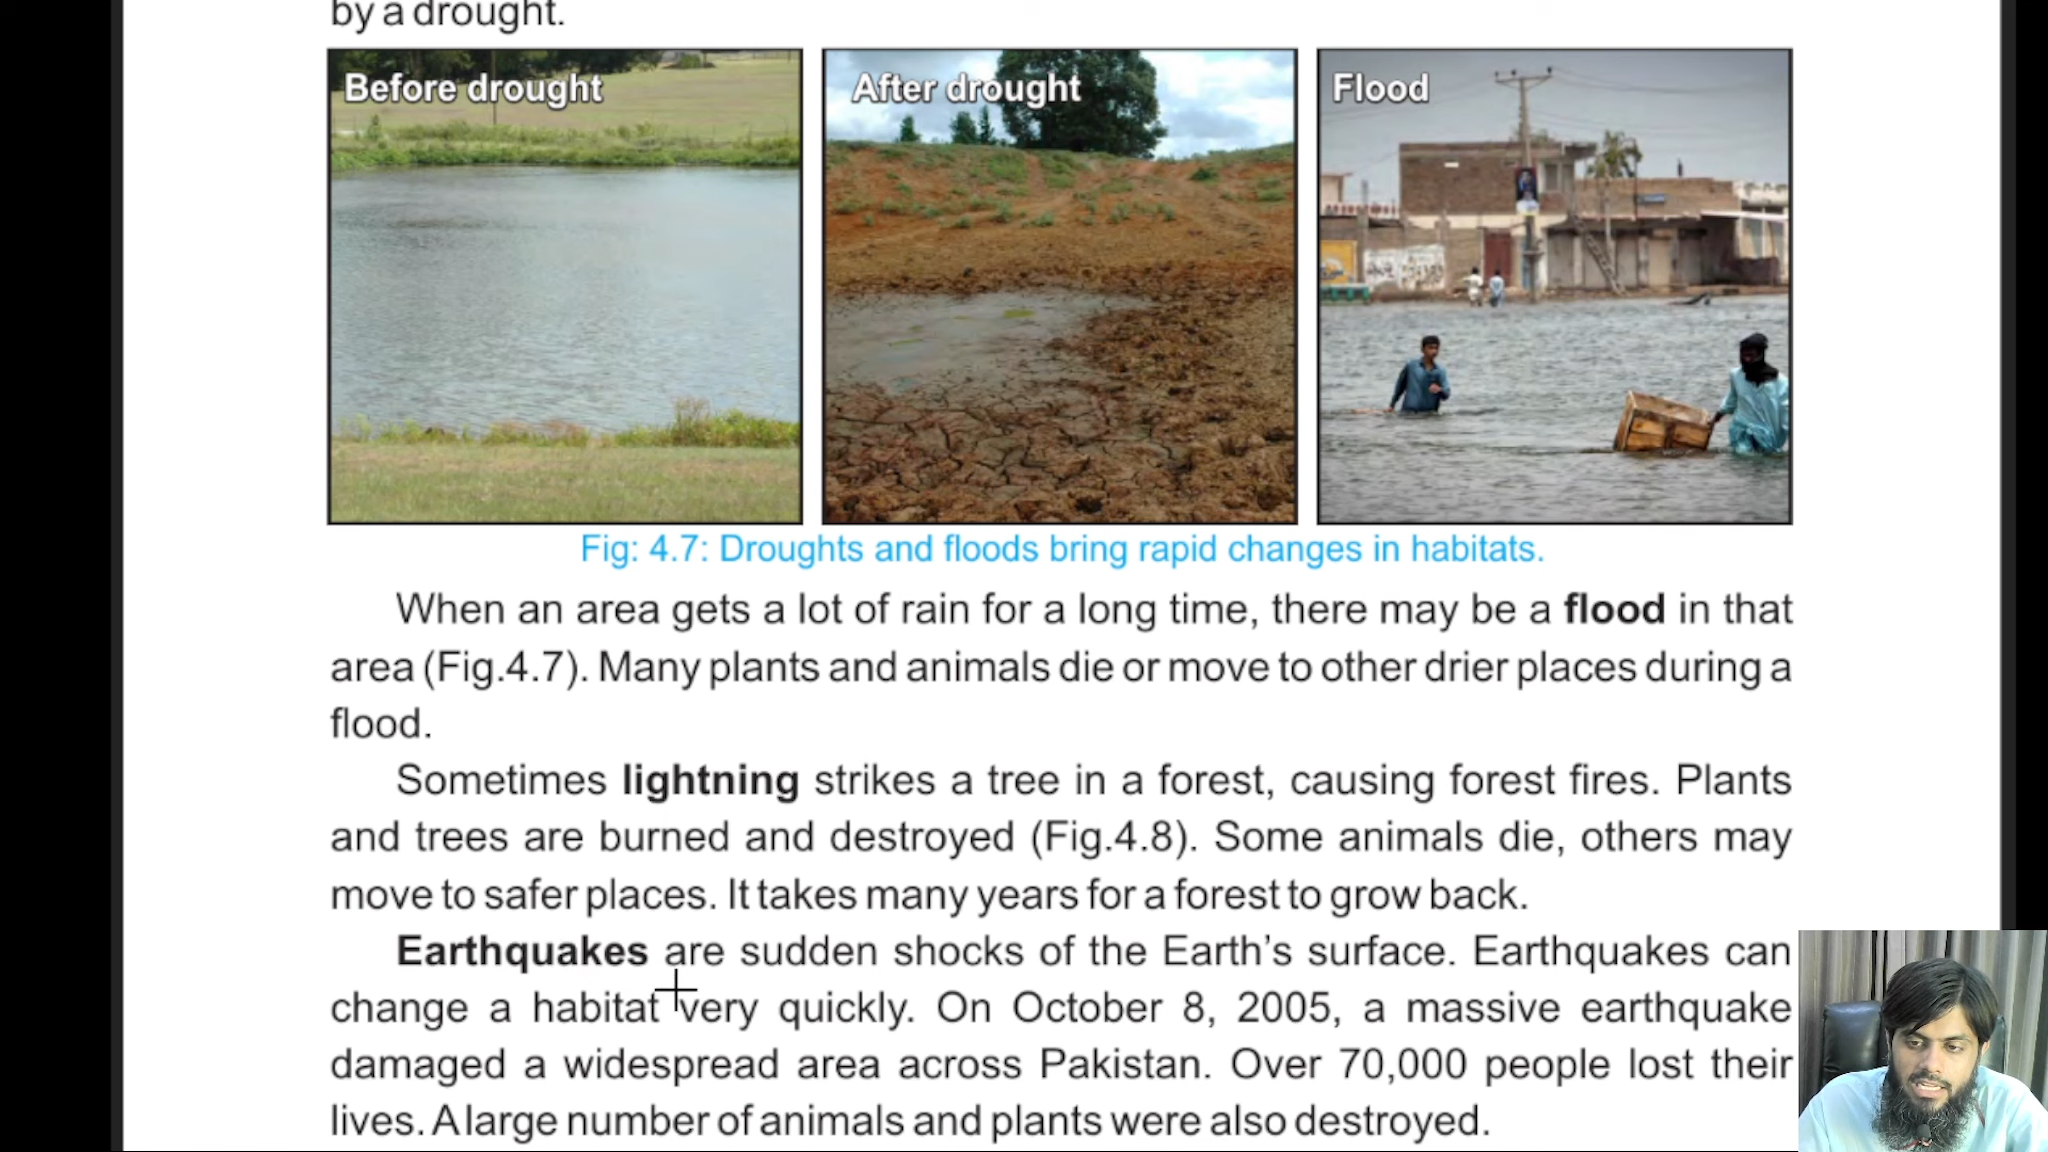 by a drought.
Before drought
After drought
Flood
Fig: 4.7: Droughts and floods bring rapid changes in habitats.
When an area gets a lot of rain for a long time, there may be a flood in that
area (Fig.4.7). Many plants and animals die or move to other drier places during a
flood.
Sometimes lightning strikes a tree in a forest, causing forest fires. Plants
and trees are burned and destroyed (Fig.4.8). Some animals die, others may
move to safer places. It takes many years for a forest to grow back.
Earthquakes are sudden shocks of the Earth's surface. Earthquakes can
change a habitat very quickly. On October 8, 2005, a massive earthquake
damaged a widespread area across Pakistan. Over 70,000 people lost their
lives. A large number of animals and plants were also destroyed.